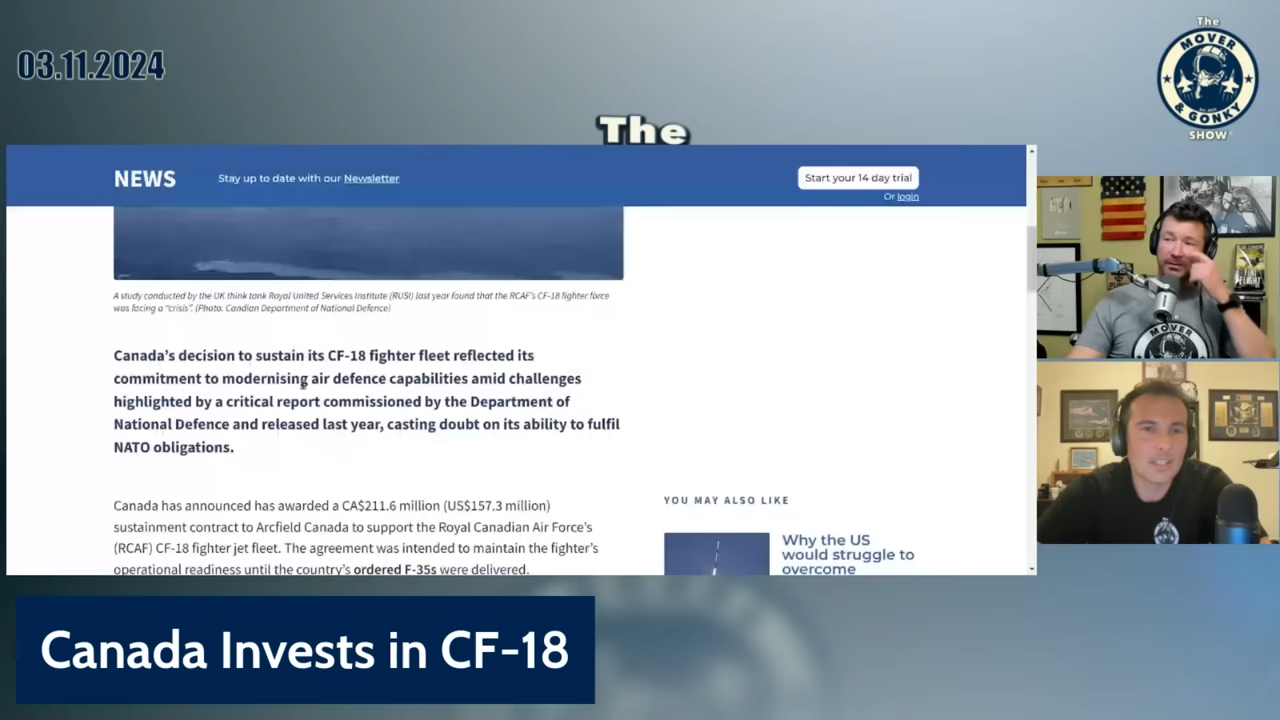 03.11.2024
The
MOVER
& GONKY
SHOW
The
NEWS
Stay up to date with our Newsletter
Start your 14 day trial
Or login
A study conducted by the UK think tank Royal United Services Institute (RUSI) last year found that the RCAF's CF-18 fighter force
was facing a "crisis". (Photo. Candian Department of National Defence)
Canada's decision to sustain its CF-18 fighter fleet reflected its
commitment to modernising air defence capabilities amid challenges
highlighted by a critical report commissioned by the Department of
National Defence and released last year, casting doubt on its ability to fulfil
NATO obligations.
Canada has announced has awarded a CA$211.6 million (US$157.3 million)
sustainment contract to Arcfield Canada to support the Royal Canadian Air Force's
(RCAF) CF-18 fighter jet fleet. The agreement was intended to maintain the fighter's
operational readiness until the country's ordered F-35s were delivered.
YOU MAY ALSO LIKE
Why the US
would struggle to
overcome
FINAL
FLIGHT
MOVER
Canada Invests in CF-18